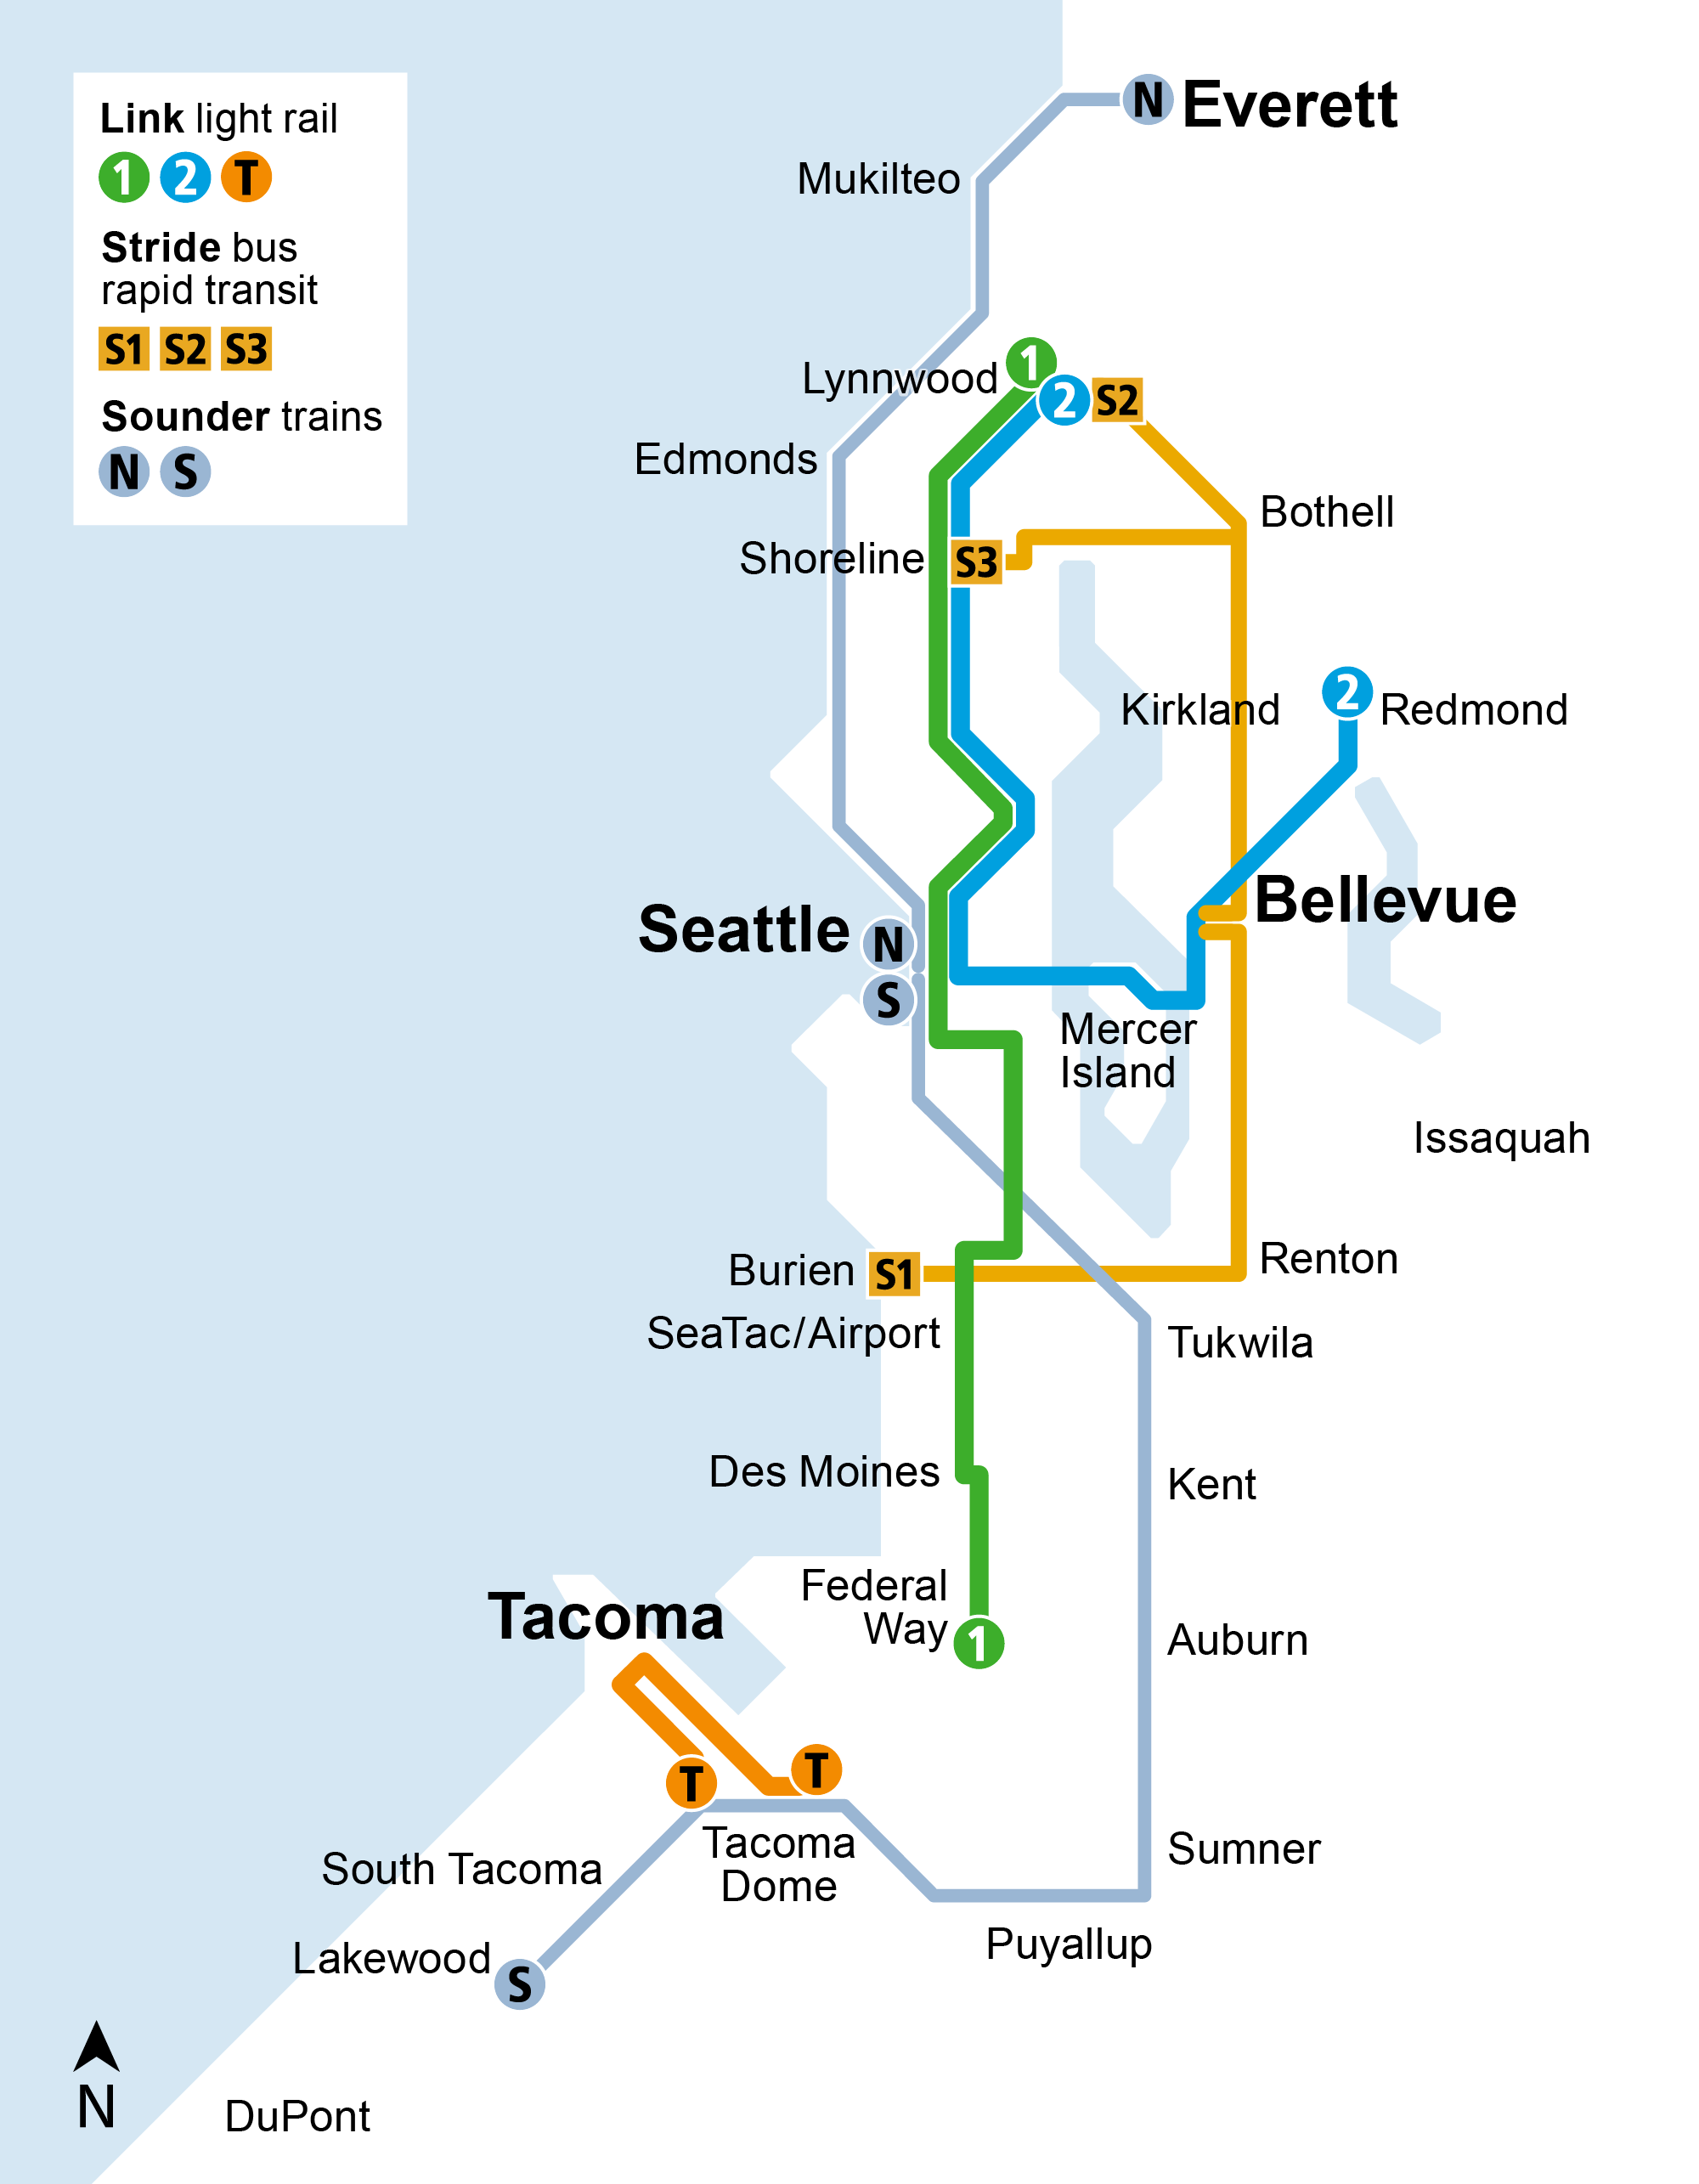 Link light rail
1 2 T
Stride bus
rapid transit
S1 S2 S3
Sounder trains
N S
N Everett
Mukilteo
1
Lynnwood
2 S2
Edmonds
Bothell
Shoreline S3
2
Kirkland
Redmond
Bellevue
Seattle N
S
Mercer
Island
Issaquah
Burien S1
Renton
SeaTac/Airport
Tukwila
Des Moines
Kent
Federal
Way 1
Tacoma
Auburn
T T
Tacoma
Dome
Sumner
South Tacoma
Puyallup
Lakewood S
N
DuPont